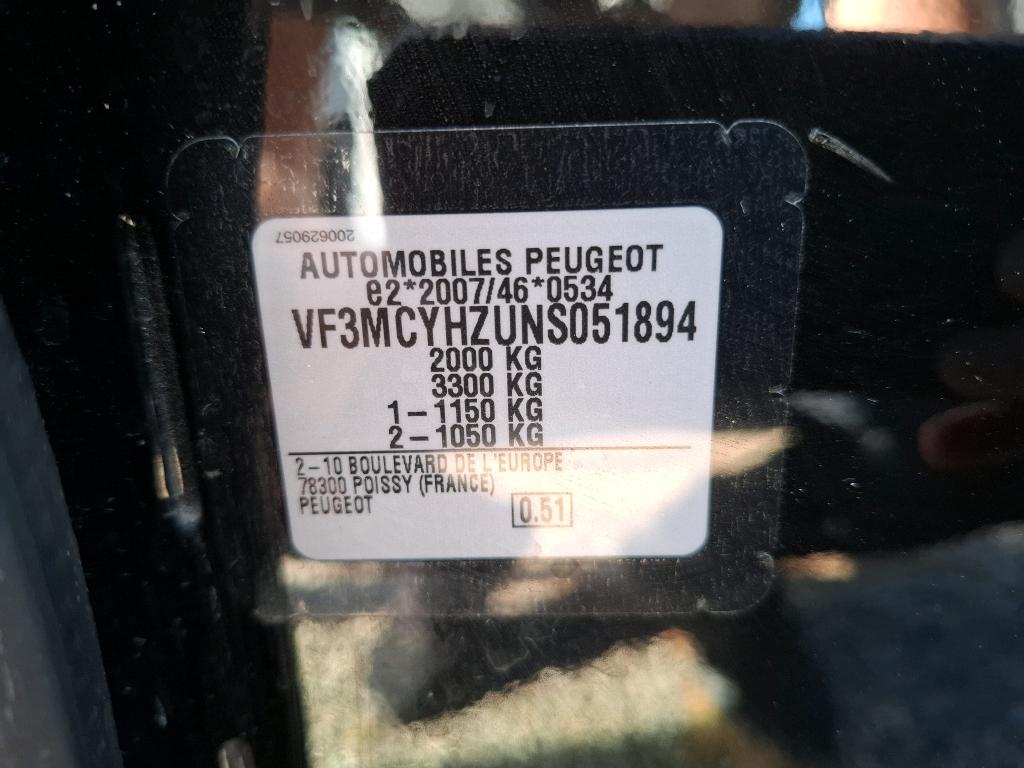 200629057
AUTOMOBILES PEUGEOT
e2*2007/46*0534
VF3MCYHZUNS051894
2000 KG
3300 KG
1-1150 KG
2-1050 KG
2-10 BOULEVARD DE L'EUROPE
78300 POISSY (FRANCE)
PEUGEOT
0.51